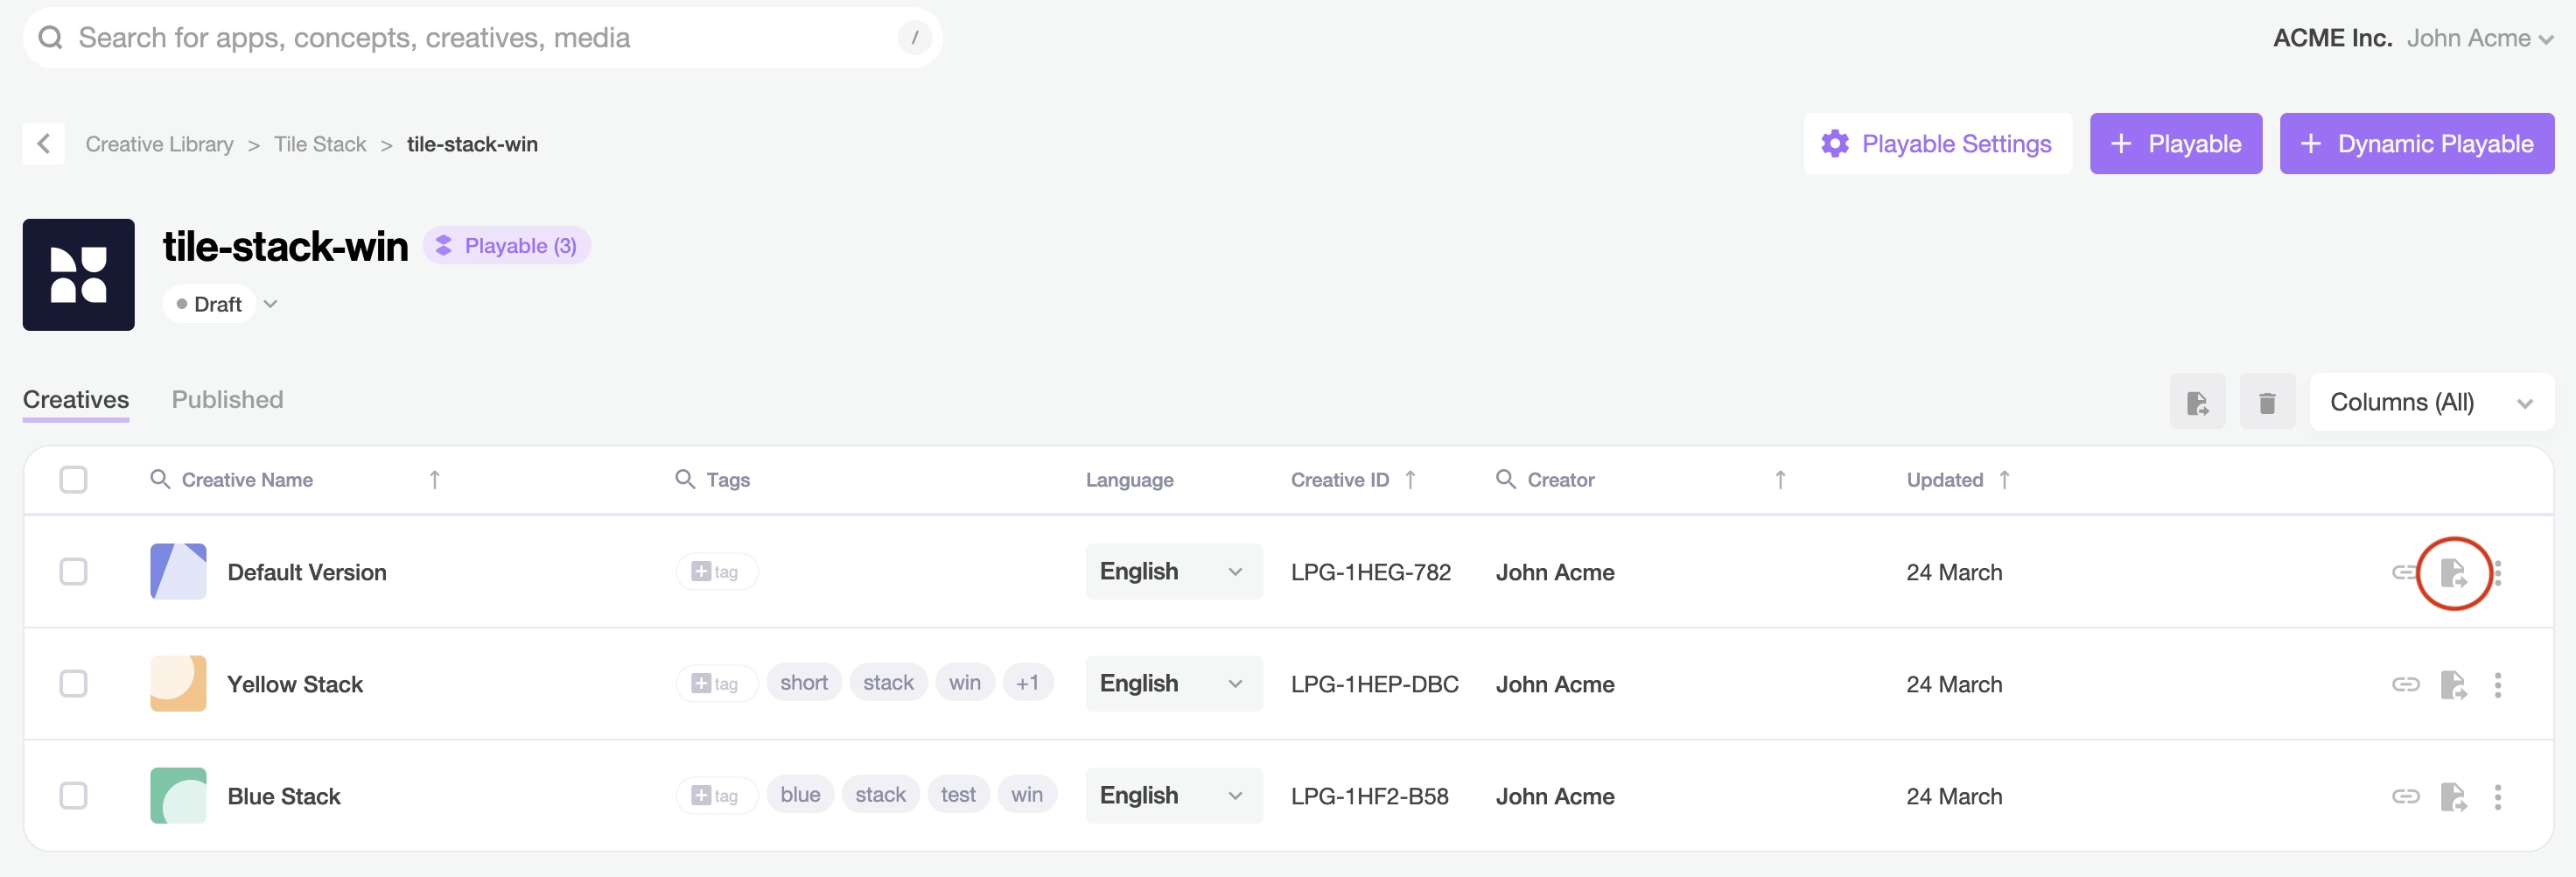 Search for apps, concepts, creatives, media /
ACME Inc. John Acme
Creative Library > Tile Stack > tile-stack-win
Playable Settings + Playable + Dynamic Playable
tile-stack-win Playable (3)
Draft
Creatives Published Columns (All)
Creative Name ↑ Tags Language Creative ID ↑ Creator ↑ Updated ↑
Default Version + tag English LPG-1HEG-782 John Acme 24 March
Yellow Stack + tag short stack win +1 English LPG-1HEP-DBC John Acme 24 March
Blue Stack + tag blue stack test win English LPG-1HF2-B58 John Acme 24 March